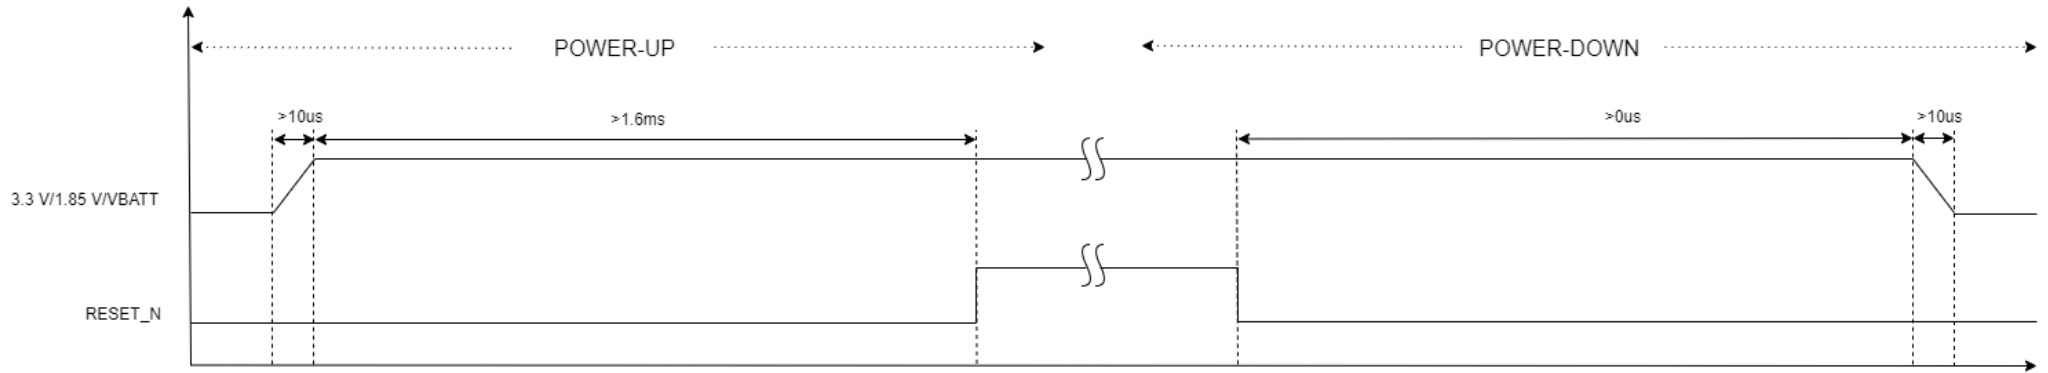 POWER-UP
POWER-DOWN
>10us
>1.6ms
>0us
>10us
3.3 V/1.85 V/VBATT
RESET_N